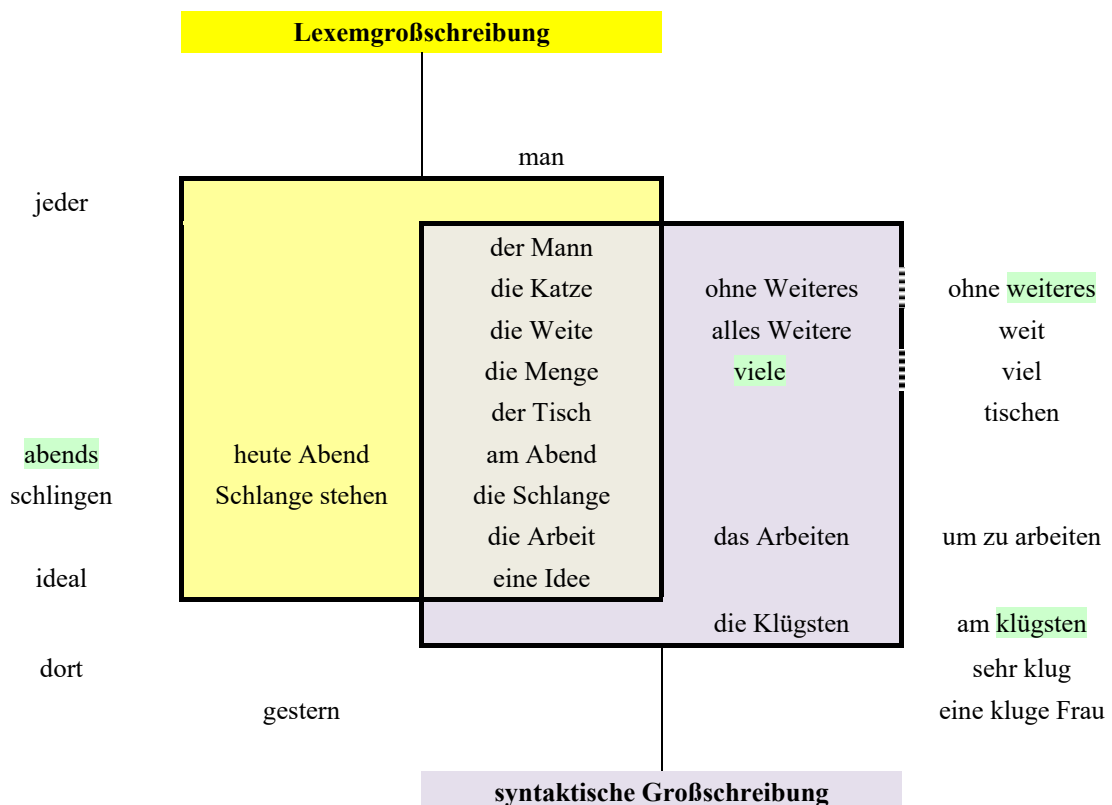 Lexemgroßschreibung
man
jeder
der Mann
die Katze ohne Weiteres ohne weiteres
die Weite alles Weitere weit
die Menge viele viel
der Tisch tischen
abends heute Abend am Abend
schlingen Schlange stehen die Schlange
die Arbeit das Arbeiten um zu arbeiten
ideal eine Idee
die Klügsten am klügsten
dort sehr klug
gestern eine kluge Frau
syntaktische Großschreibung